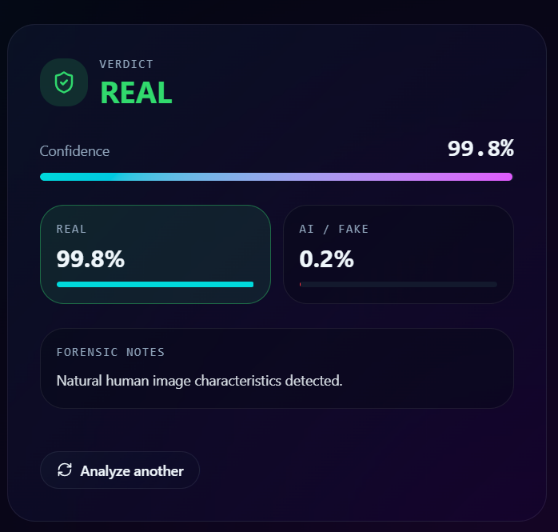 VERDICT
REAL
Confidence
99.8%
REAL
99.8%
AI / FAKE
0.2%
FORENSIC NOTES
Natural human image characteristics detected.
Analyze another